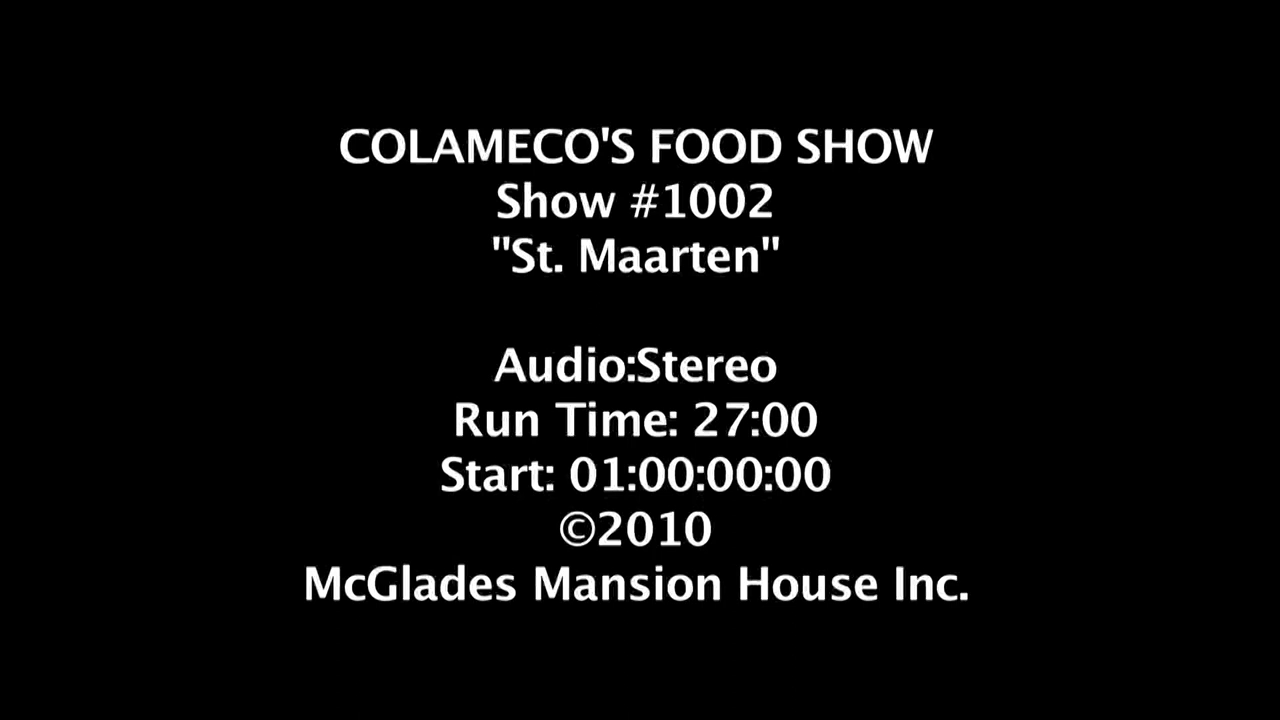 COLAMECO'S FOOD SHOW
Show #1002
"St. Maarten"
Audio:Stereo
Run Time: 27:00
Start: 01:00:00:00
©2010
McGlades Mansion House Inc.